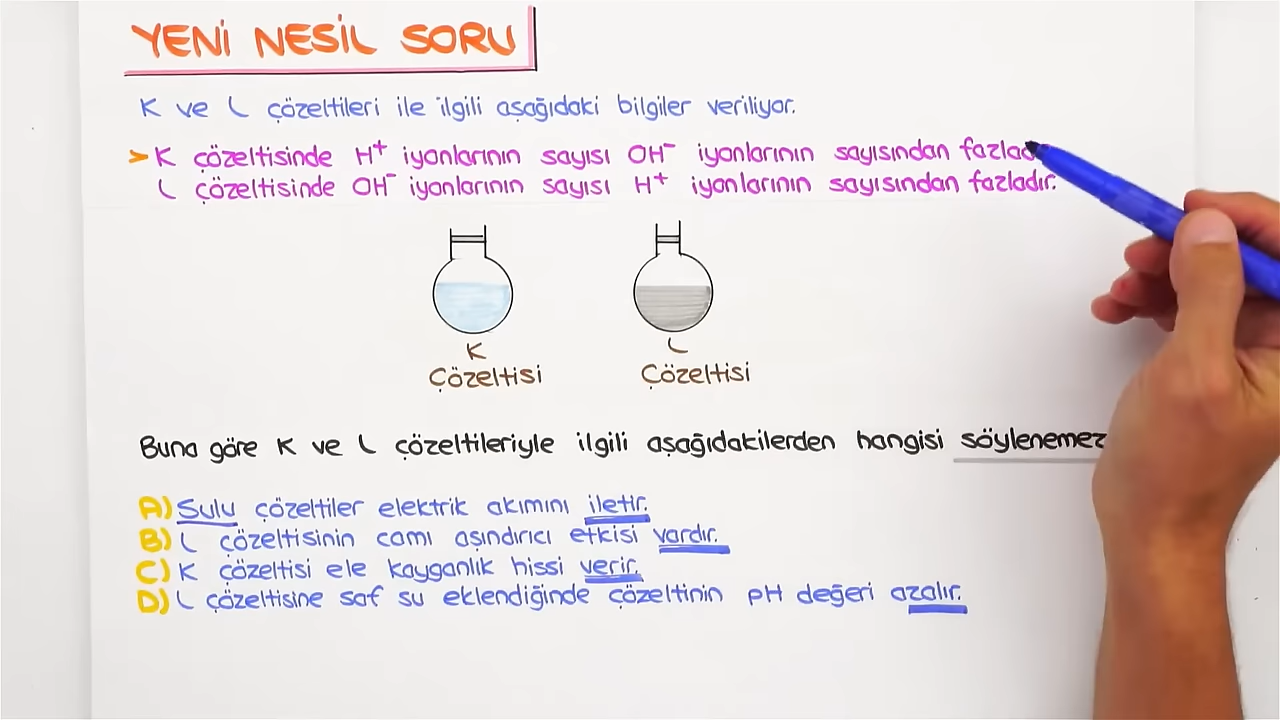 YENİ NESİL SORU
K ve L çözeltileri ile ilgili aşağıdaki bilgiler veriliyor.
> K çözeltisinde H⁺ iyonlarının sayısı OH⁻ iyonlarının sayısından
L çözeltisinde OH⁻ iyonlarının sayısı H⁺ iyonlarının sayısından fazladır.
K L
Çözeltisi Çözeltisi
Buna göre K ve L çözeltileriyle ilgili aşağıdakilerden hangisi söylenemez
A) Sulu çözeltiler elektrik akımını iletir.
B) L çözeltisinin camı aşındırıcı etkisi vardır.
C) K çözeltisi ele kayganlık hissi verir.
D) L çözeltisine saf su eklendiğinde çözeltinin pH değeri azalır.